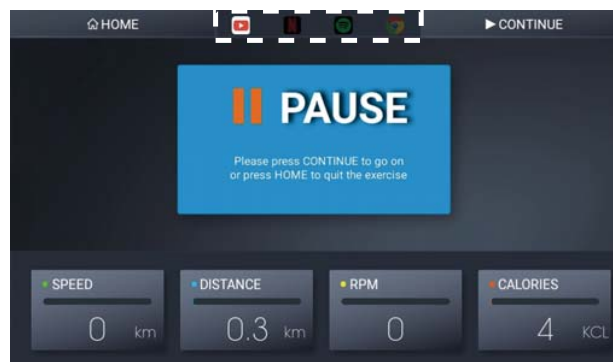 HOME
CONTINUE
PAUSE
Please press CONTINUE to go on
or press HOME to quit the exercise
SPEED
DISTANCE
RPM
CALORIES
0 km
0.3 km
0
4 KCL